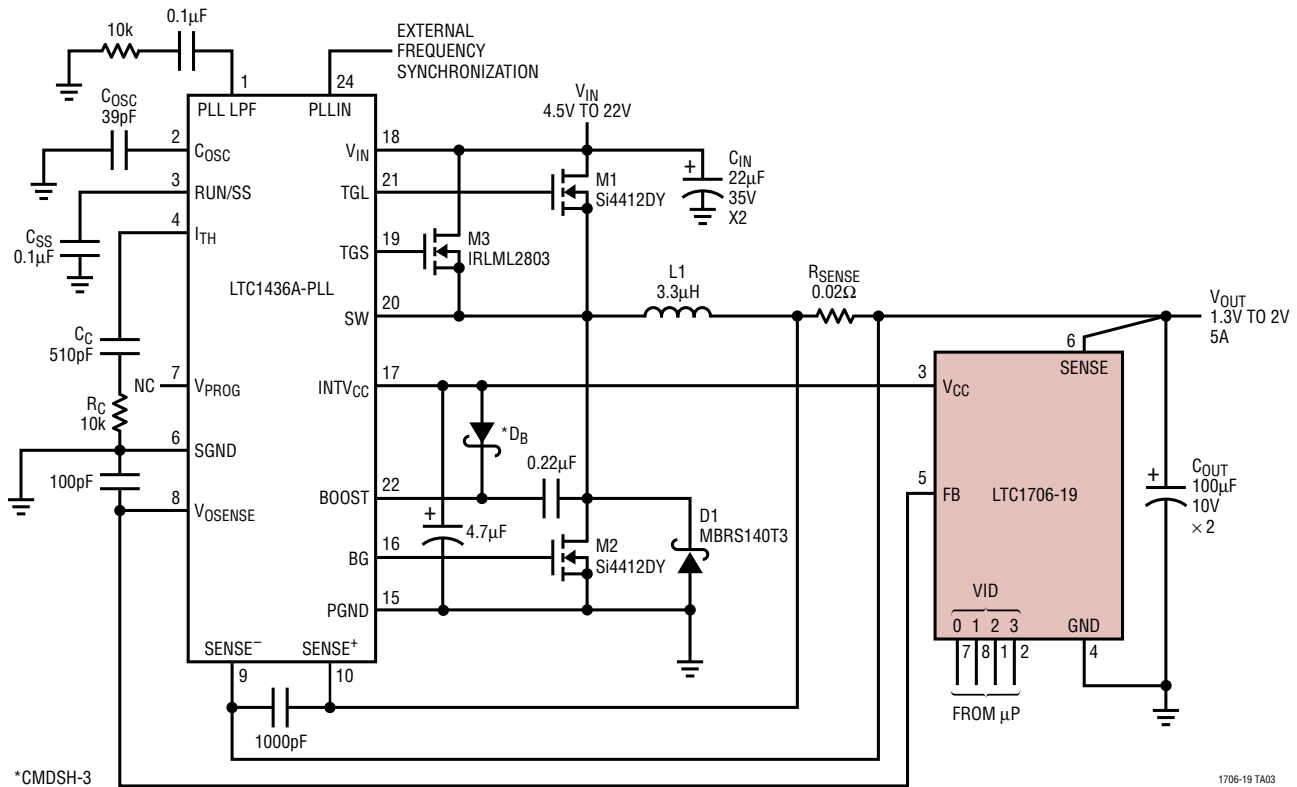 10k
0.1µF
EXTERNAL
FREQUENCY
SYNCHRONIZATION
1
24
PLL LPF
PLLIN
COSC
39pF
2
COSC
3
RUN/SS
4
ITH
CSS
0.1µF
LTC1436A-PLL
CC
510pF
NC
7
VPROG
RC
10k
6
SGND
100pF
8
VOSENSE
SENSE–
9
SENSE+
10
1000pF
VIN
18
TGL
21
TGS
19
SW
20
INTVCC
17
BOOST
22
BG
16
PGND
15
VIN
4.5V TO 22V
M1
Si4412DY
+
CIN
22µF
35V
X2
M3
IRLML2803
L1
3.3µH
RSENSE
0.02Ω
VOUT
1.3V TO 2V
5A
*DB
0.22µF
+
4.7µF
M2
Si4412DY
D1
MBRS140T3
6
SENSE
3
VCC
5
FB
LTC1706-19
VID
0 1 2 3
7 8 1 2
GND
4
FROM µP
+
COUT
100µF
10V
× 2
*CMDSH-3
1706-19 TA03